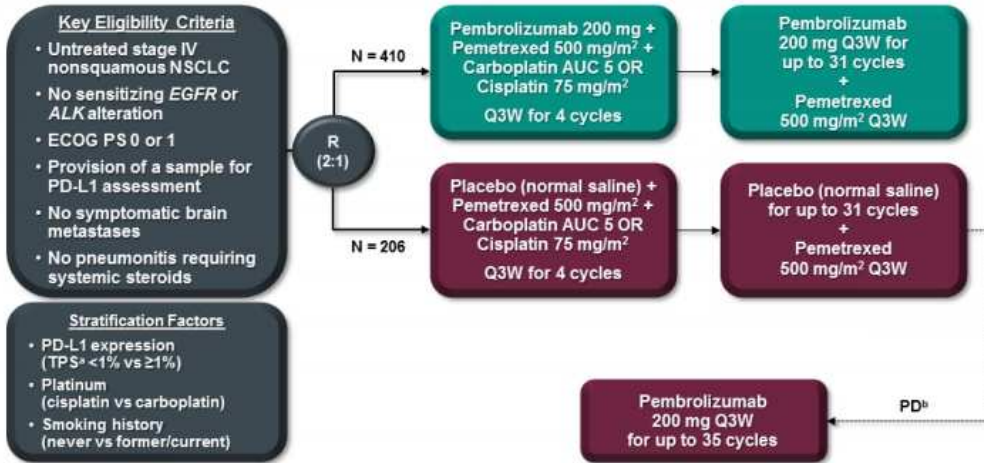 Key Eligibility Criteria
• Untreated stage IV
nonsquamous NSCLC
• No sensitizing EGFR or
ALK alteration
• ECOG PS 0 or 1
• Provision of a sample for
PD-L1 assessment
• No symptomatic brain
metastases
• No pneumonitis requiring
systemic steroids
Stratification Factors
• PD-L1 expression
(TPSᵃ <1% vs ≥1%)
• Platinum
(cisplatin vs carboplatin)
• Smoking history
(never vs former/current)
R
(2:1)
N = 410
Pembrolizumab 200 mg +
Pemetrexed 500 mg/m² +
Carboplatin AUC 5 OR
Cisplatin 75 mg/m²
Q3W for 4 cycles
Pembrolizumab
200 mg Q3W for
up to 31 cycles
+
Pemetrexed
500 mg/m² Q3W
N = 206
Placebo (normal saline) +
Pemetrexed 500 mg/m² +
Carboplatin AUC 5 OR
Cisplatin 75 mg/m²
Q3W for 4 cycles
Placebo (normal saline)
for up to 31 cycles
+
Pemetrexed
500 mg/m² Q3W
PDᵇ
Pembrolizumab
200 mg Q3W
for up to 35 cycles